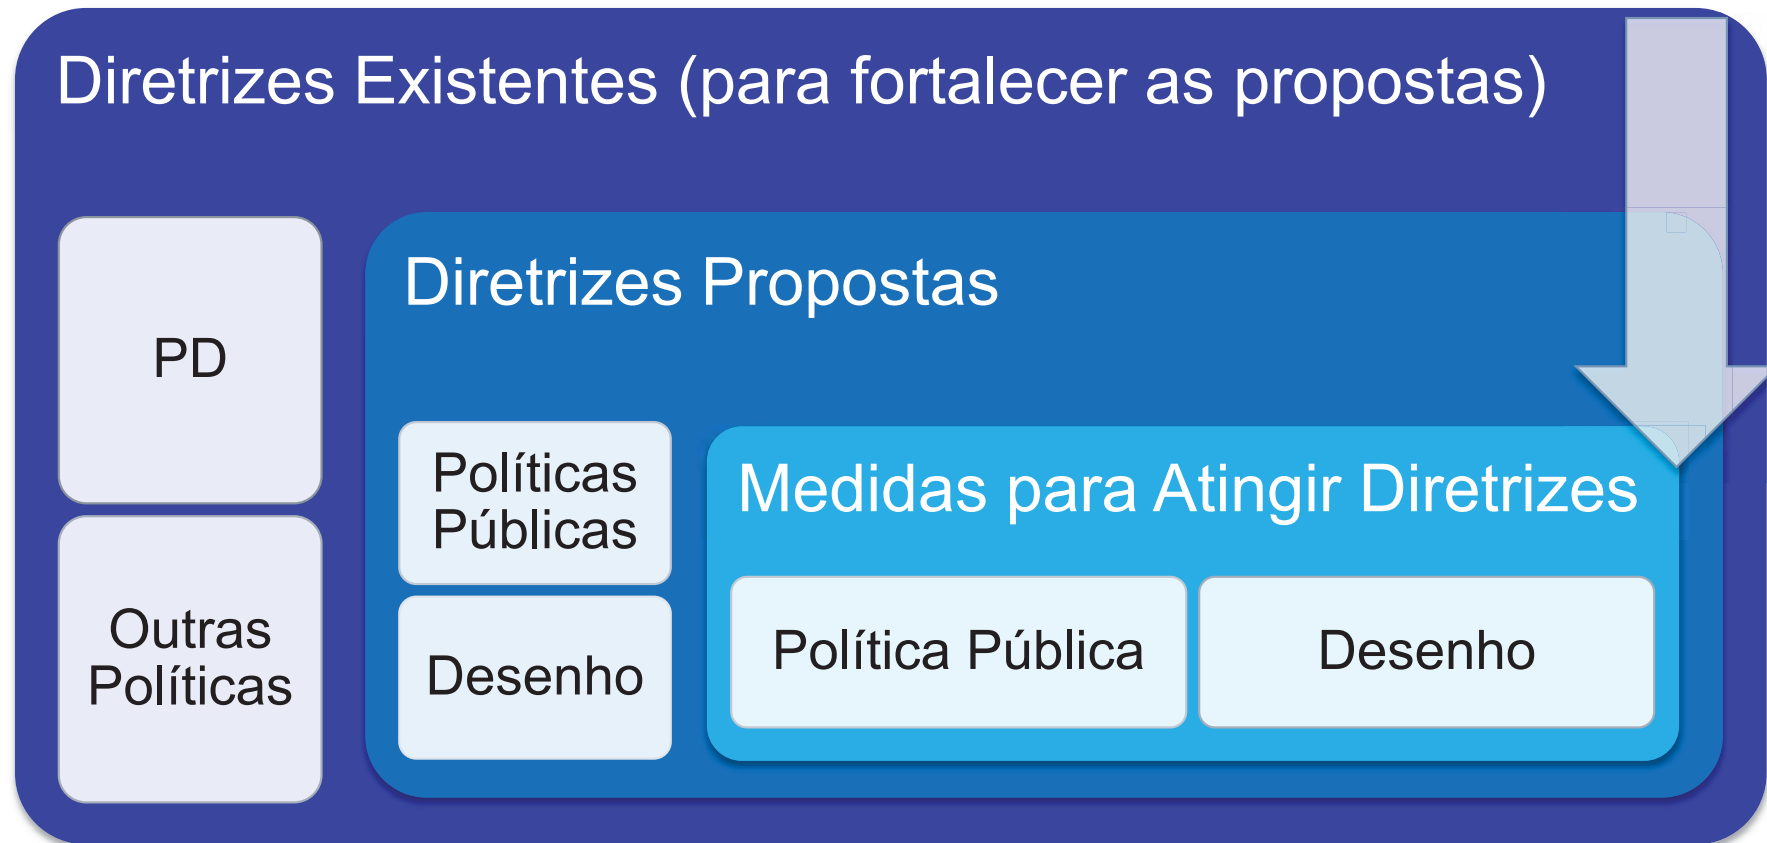 Diretrizes Existentes (para fortalecer as propostas)
PD
Outras
Políticas
Diretrizes Propostas
Políticas
Públicas
Desenho
Medidas para Atingir Diretrizes
Política Pública
Desenho